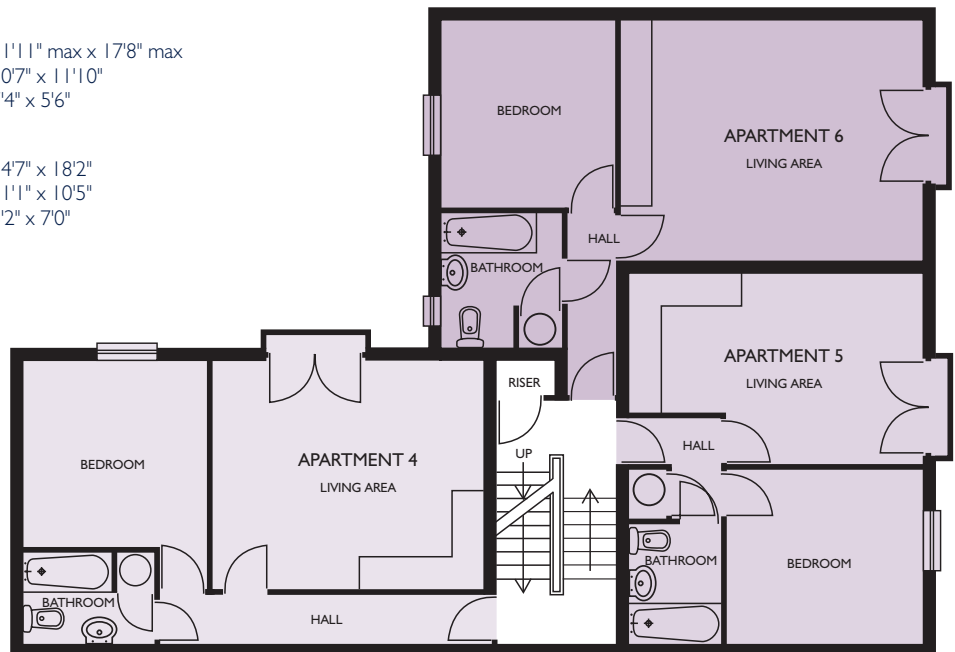 1'11" max x 17'8" max
0'7" x 11'10"
'4" x 5'6"
4'7" x 18'2"
1'1" x 10'5"
'2" x 7'0"
BEDROOM
APARTMENT 6
LIVING AREA
HALL
BATHROOM
APARTMENT 5
LIVING AREA
RISER
HALL
UP
BEDROOM
APARTMENT 4
LIVING AREA
BATHROOM
BEDROOM
BATHROOM
HALL